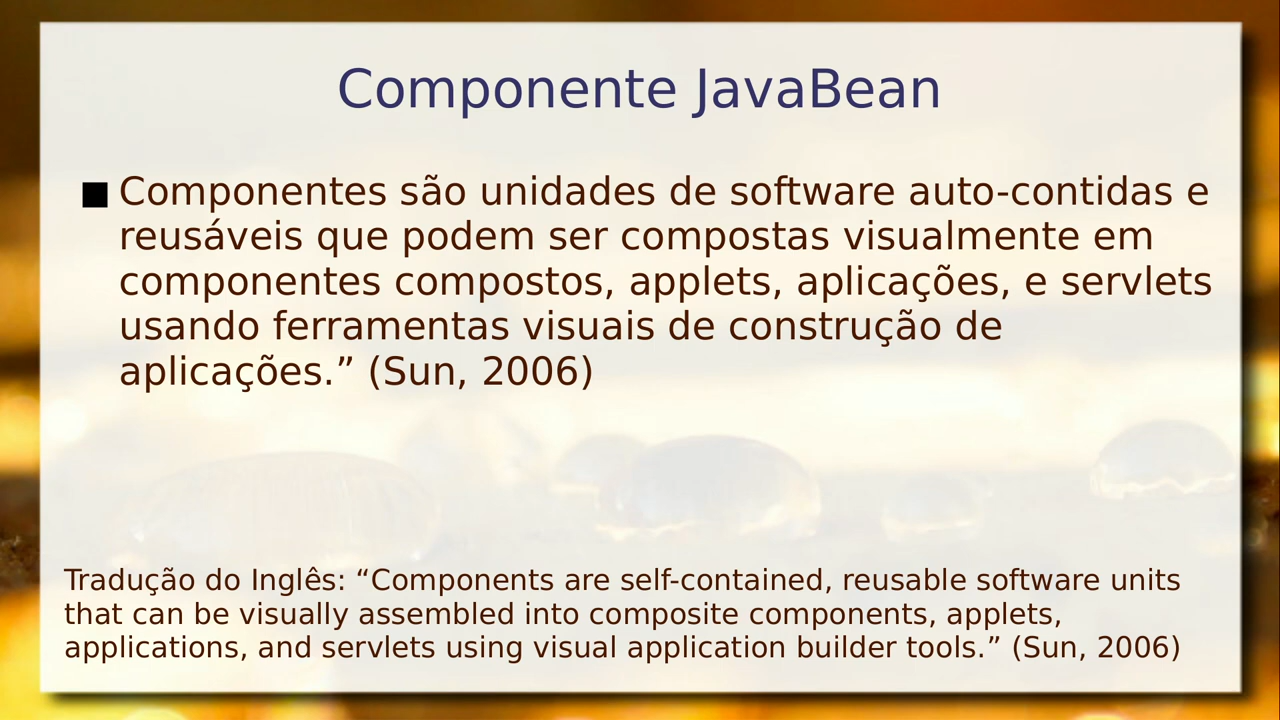 Componente JavaBean
■ Componentes são unidades de software auto-contidas e
reusáveis que podem ser compostas visualmente em
componentes compostos, applets, aplicações, e servlets
usando ferramentas visuais de construção de
aplicações.” (Sun, 2006)
Tradução do Inglês: “Components are self-contained, reusable software units
that can be visually assembled into composite components, applets,
applications, and servlets using visual application builder tools.” (Sun, 2006)